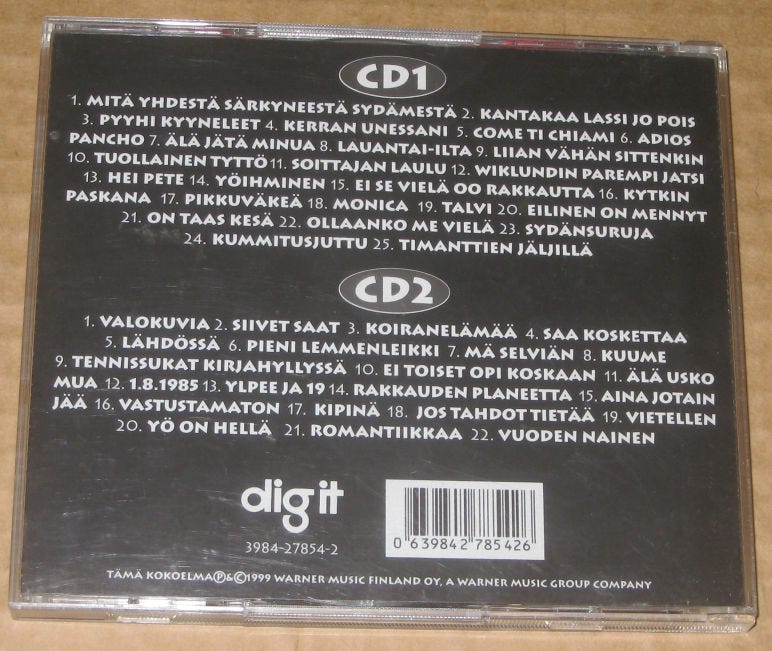 CD1
1. MITÄ YHDESTÄ SÄRKYNEESTÄ SYDÄMESTÄ 2. KANTAKAA LASSI JO POIS
3. PYYHI KYYNELEET 4. KERRAN UNESSANI 5. COME TI CHIAMI 6. ADIOS
PANCHO 7. ÄLÄ JÄTÄ MINUA 8. LAUANTAI-ILTA 9. LIIAN VÄHÄN SITTENKIN
10. TUOLLAINEN TYTTÖ 11. SOITTAJAN LAULU 12. WIKLUNDIN PAREMPI JATSI
13. HEI PETE 14. YÖIHMINEN 15. EI SE VIELÄ OO RAKKAUTTA 16. KYTKIN
PASKANA 17. PIKKUVÄKEÄ 18. MONICA 19. TALVI 20. EILINEN ON MENNYT
21. ON TAAS KESÄ 22. OLLAANKO ME VIELÄ 23. SYDÄNSURUJA
24. KUMMITUSJUTTU 25. TIMANTTIEN JÄLJILLÄ
CD2
1. VALOKUVIA 2. SIIVET SAAT 3. KOIRANELÄMÄÄ 4. SAA KOSKETTAA
5. LÄHDÖSSÄ 6. PIENI LEMMENLEIKKI 7. MÄ SELVIÄN 8. KUUME
9. TENNISSUKAT KIRJAHYLLYSSÄ 10. EI TOISET OPI KOSKAAN 11. ÄLÄ USKO
MUA 12. 1.8.1985 13. YLPEE JA 19 14. RAKKAUDEN PLANEETTA 15. AINA JOTAIN
JÄÄ 16. VASTUSTAMATON 17. KIPINÄ 18. JOS TAHDOT TIETÄÄ 19. VIETELLEN
20. YÖ ON HELLÄ 21. ROMANTIIKKAA 22. VUODEN NAINEN
dig it
3984-27854-2
0 639842 785426
TÄMÄ KOKOELMA℗&©1999 WARNER MUSIC FINLAND OY, A WARNER MUSIC GROUP COMPANY